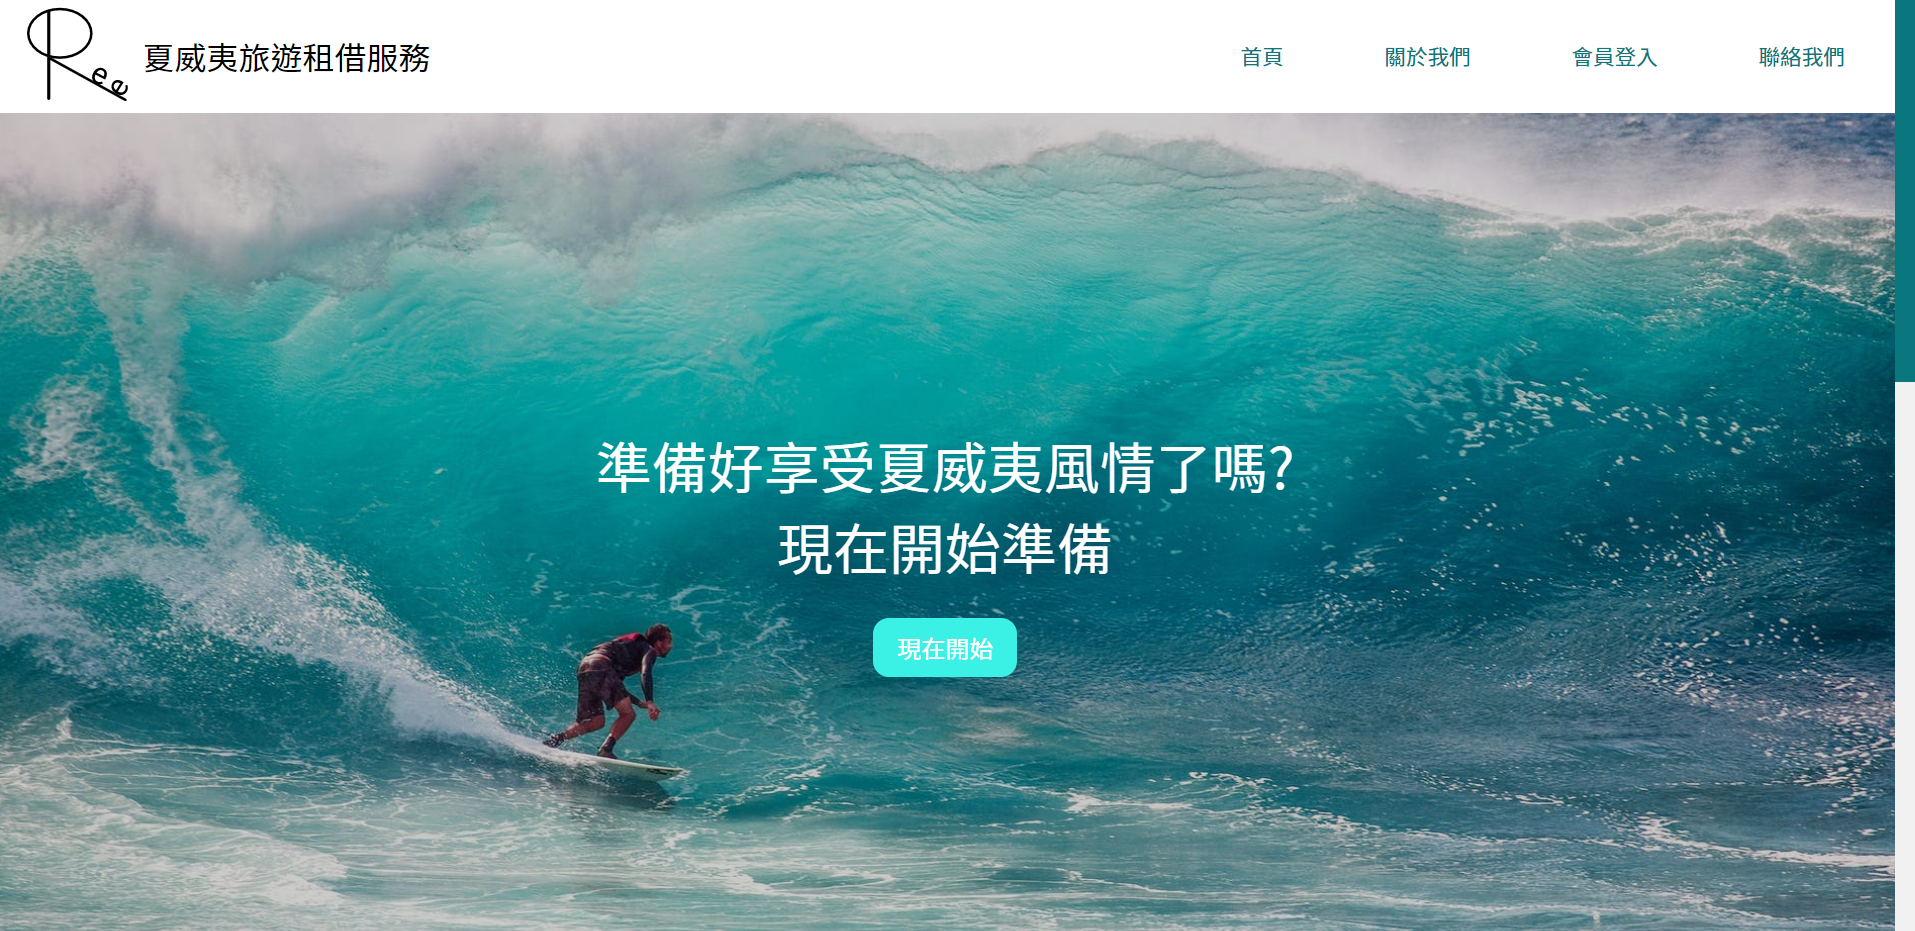 Ree
夏威夷旅遊租借服務
首頁 關於我們 會員登入 聯絡我們
準備好享受夏威夷風情了嗎?
現在開始準備
現在開始